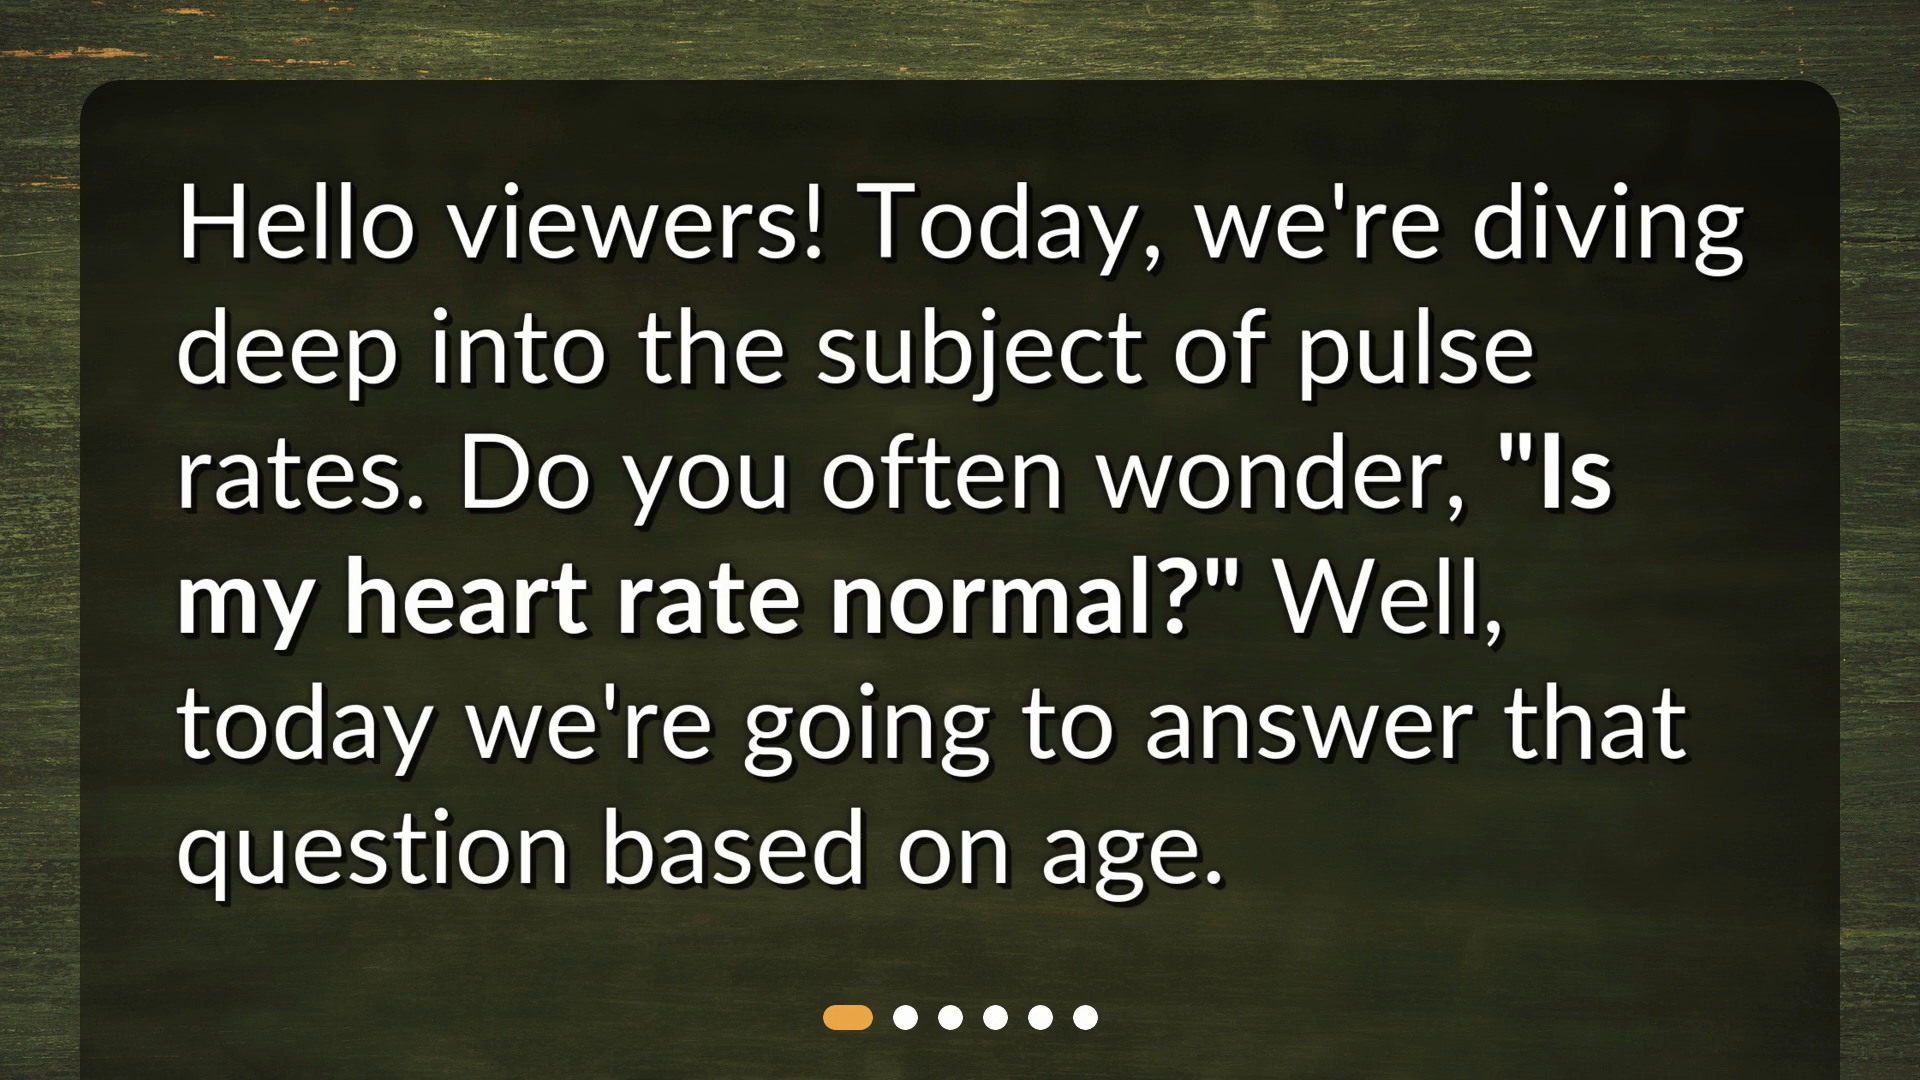 Hello viewers! Today, we're diving
deep into the subject of pulse
rates. Do you often wonder, "Is
my heart rate normal?" Well,
today we're going to answer that
question based on age.